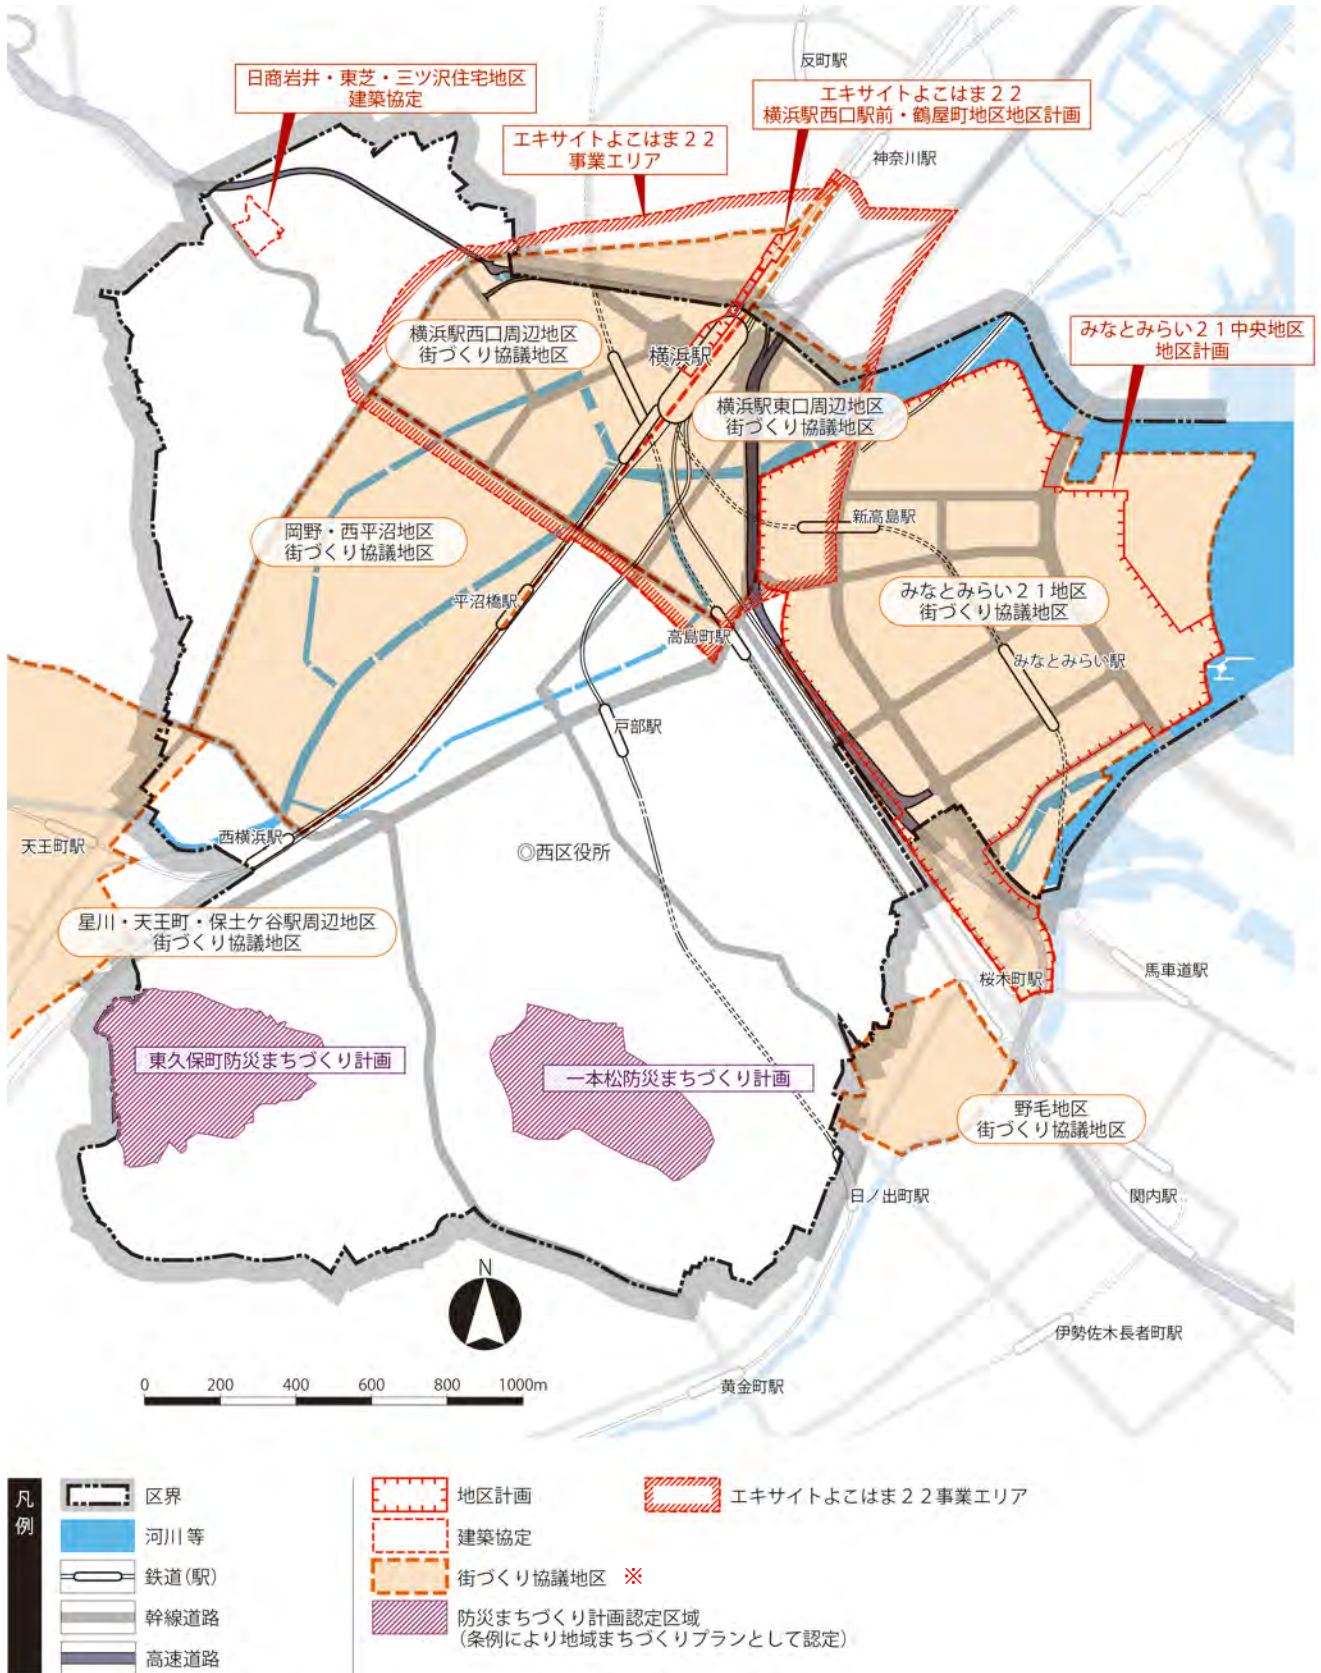 反町駅
日商岩井・東芝・三ツ沢住宅地区
建築協定
エキサイトよこはま２２
横浜駅西口駅前・鶴屋町地区地区計画
エキサイトよこはま２２
事業エリア
神奈川駅
みなとみらい２１中央地区
地区計画
横浜駅西口周辺地区
街づくり協議地区
横浜駅
横浜駅東口周辺地区
街づくり協議地区
新高島駅
岡野・西平沼地区
街づくり協議地区
平沼橋駅
みなとみらい２１地区
街づくり協議地区
高島町駅
みなとみらい駅
戸部駅
西横浜駅
天王町駅
◎西区役所
星川・天王町・保土ケ谷駅周辺地区
街づくり協議地区
桜木町駅
馬車道駅
東久保町防災まちづくり計画
一本松防災まちづくり計画
野毛地区
街づくり協議地区
日ノ出町駅
関内駅
N
伊勢佐木長者町駅
黄金町駅
0 200 400 600 800 1000m
凡例
区界
河川等
鉄道（駅）
幹線道路
高速道路
地区計画
建築協定
街づくり協議地区 ※
防災まちづくり計画認定区域
（条例により地域まちづくりプランとして認定）
エキサイトよこはま２２事業エリア